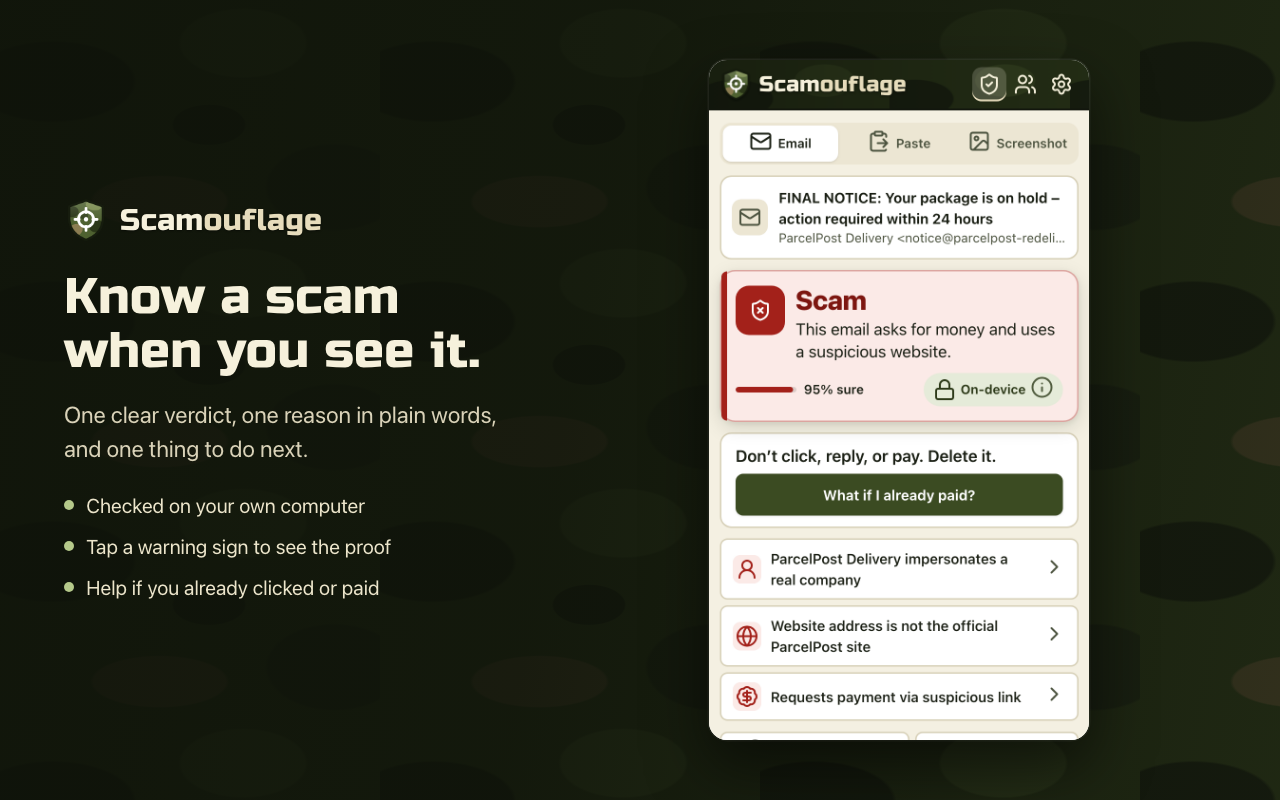 Scamouflage
Know a scam
when you see it.
One clear verdict, one reason in plain words,
and one thing to do next.
Checked on your own computer
Tap a warning sign to see the proof
Help if you already clicked or paid
Scamouflage
Email
Paste
Screenshot
FINAL NOTICE: Your package is on hold –
action required within 24 hours
ParcelPost Delivery <notice@parcelpost-redeli...
Scam
This email asks for money and uses
a suspicious website.
95% sure
On-device
Don’t click, reply, or pay. Delete it.
What if I already paid?
ParcelPost Delivery impersonates a
real company
Website address is not the official
ParcelPost site
Requests payment via suspicious link